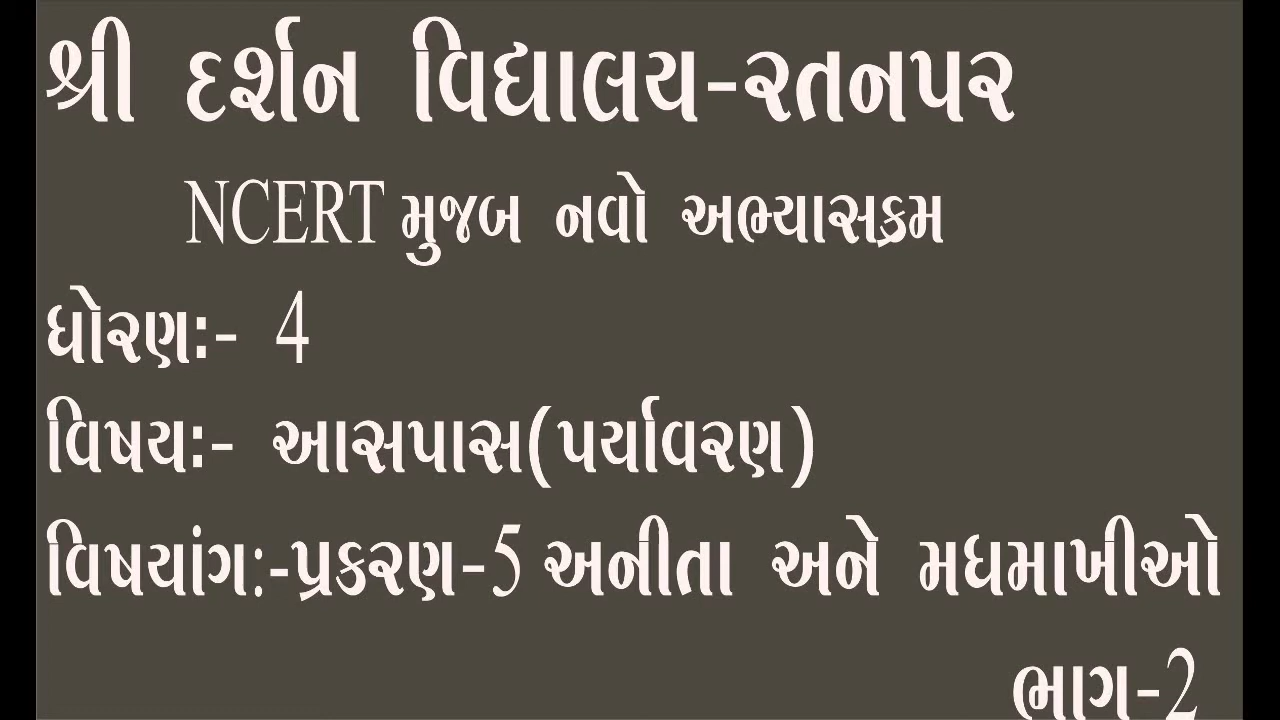 શ્રી દર્શન વિદ્યાલય-રતનપર
NCERT મુજબ નવો અભ્યાસક્રમ
ધોરણઃ- 4
વિષયઃ- આસપાસ(પર્યાવરણ)
વિષયાંગ:-પ્રકરણ-5 અનીતા અને મધમાખીઓ
ભાગ-2